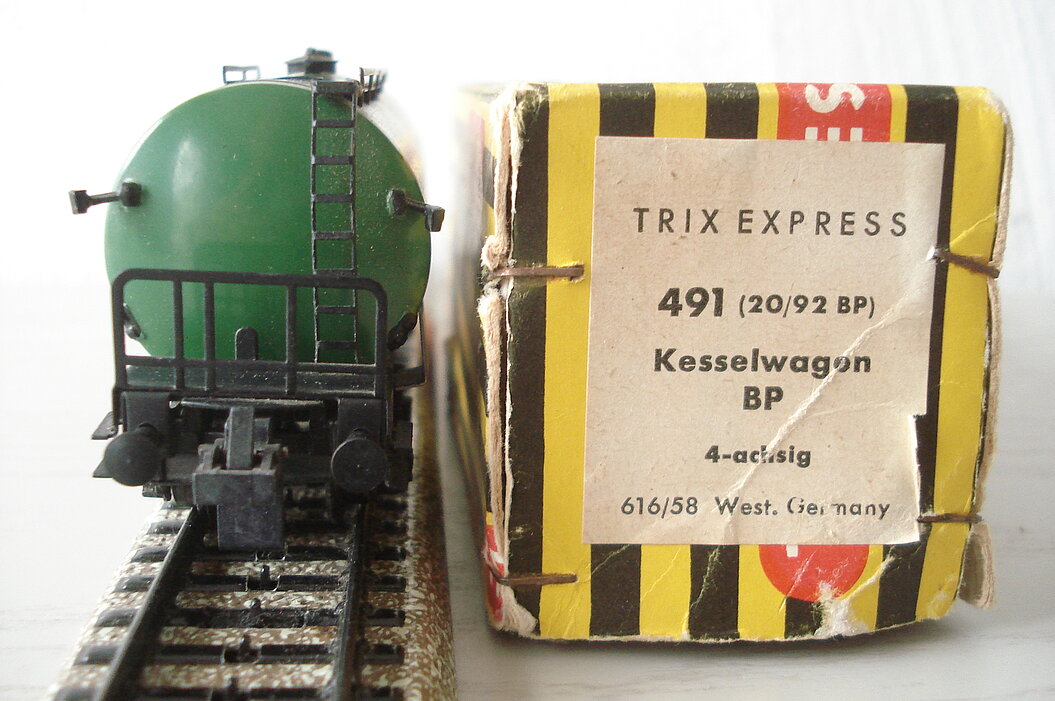 TRIX EXPRESS
491 (20/92 BP)
Kesselwagen
BP
4-achsig
616/58 West. Germany